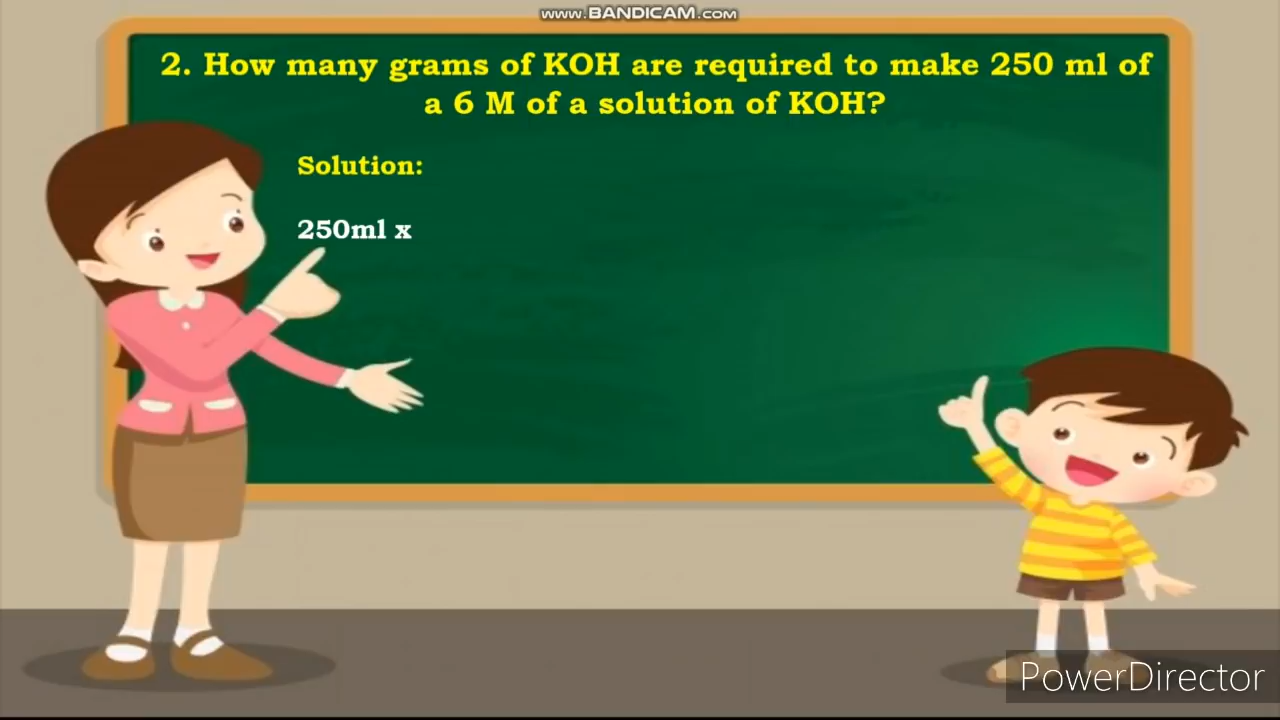 www.BANDICAM.com
2. How many grams of KOH are required to make 250 ml of
a 6 M of a solution of KOH?
Solution:
250ml x
PowerDirector